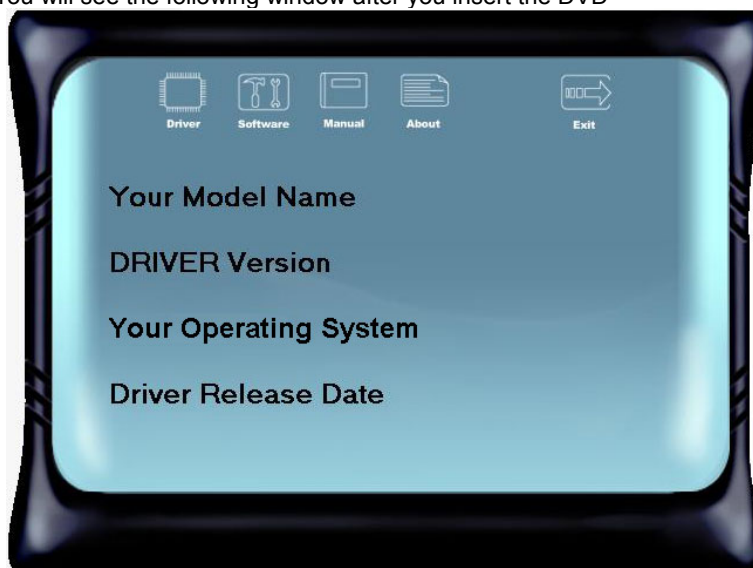 You will see the following window after you insert the DVD
Driver Software Manual About Exit
Your Model Name
DRIVER Version
Your Operating System
Driver Release Date